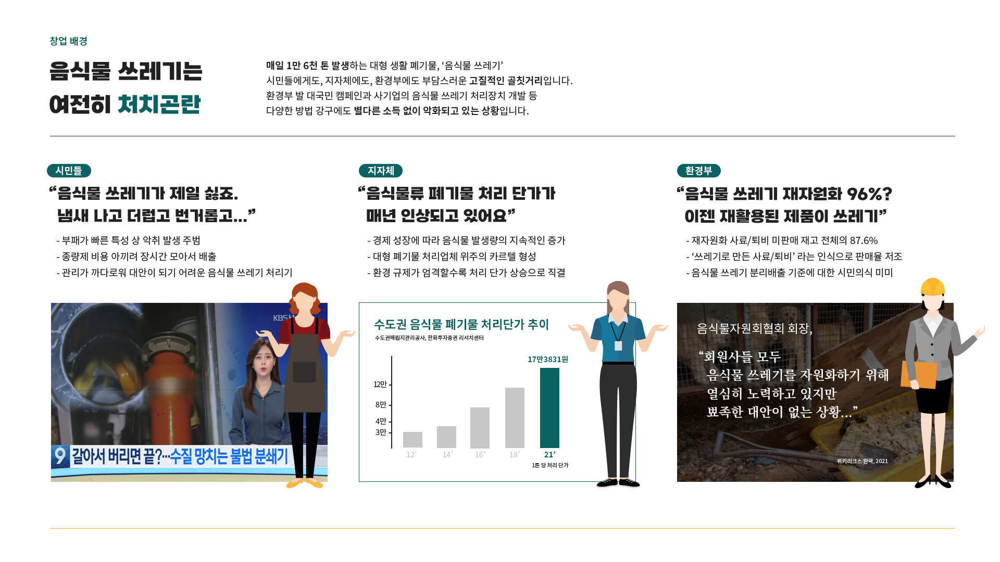 창업 배경
음식물 쓰레기는
여전히 처치곤란
매일 1만 6천 톤 발생하는 대형 생활 폐기물, ‘음식물 쓰레기’
시민들에게도, 지자체에도, 환경부에도 부담스러운 고질적인 골칫거리입니다.
환경부 발 대국민 캠페인과 사기업의 음식물 쓰레기 처리장치 개발 등
다양한 방법 강구에도 별다른 소득 없이 악화되고 있는 상황입니다.
시민들
“음식물 쓰레기가 제일 싫죠.
냄새 나고 더럽고 번거롭고...”
- 부패가 빠른 특성 상 악취 발생 주범
- 종량제 비용 아끼려 장시간 모아서 배출
- 관리가 까다로워 대안이 되기 어려운 음식물 쓰레기 처리기
KBS
9 갈아서 버리면 끝?…수질 망치는 불법 분쇄기
지자체
“음식물류 폐기물 처리 단가가
매년 인상되고 있어요”
- 경제 성장에 따라 음식물 발생량의 지속적인 증가
- 대형 폐기물 처리업체 위주의 카르텔 형성
- 환경 규제가 엄격할수록 처리 단가 상승으로 직결
수도권 음식물 폐기물 처리단가 추이
수도권매립지관리공사, 한화투자증권 리서치센터
17만3831원
12만
8만
4만
3만
12’ 14’ 16’ 18’ 21’
1톤 당 처리 단가
환경부
“음식물 쓰레기 재자원화 96%?
이젠 재활용된 제품이 쓰레기”
- 재자원화 사료/퇴비 미판매 재고 전체의 87.6%
- ‘쓰레기로 만든 사료/퇴비’ 라는 인식으로 판매율 저조
- 음식물 쓰레기 분리배출 기준에 대한 시민의식 미미
음식물자원회협회 회장,
“회원사들 모두
음식물 쓰레기를 자원화하기 위해
열심히 노력하고 있지만
뾰족한 대안이 없는 상황...”
위키리크스 한국, 2021